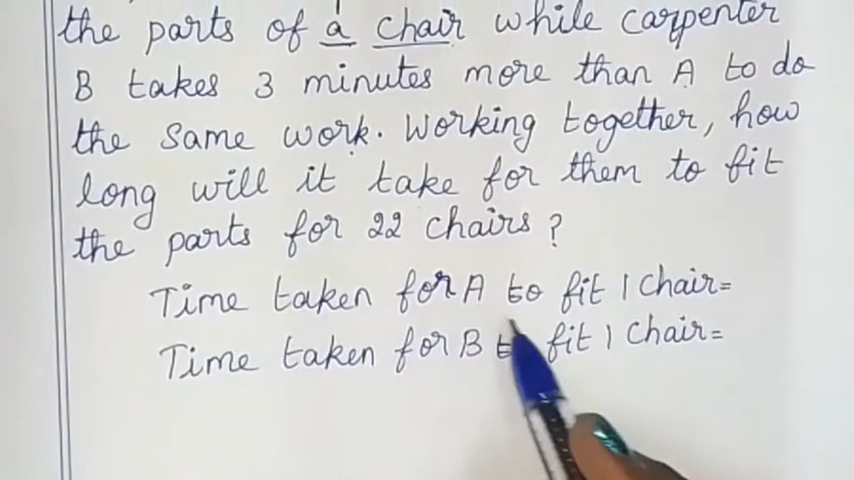 the parts of a chair while carpenter
B takes 3 minutes more than A to do
the same work. Working together, how
long will it take for them to fit
the parts for 22 chairs?
Time taken for A to fit 1 Chair=
Time taken for B to fit 1 Chair=